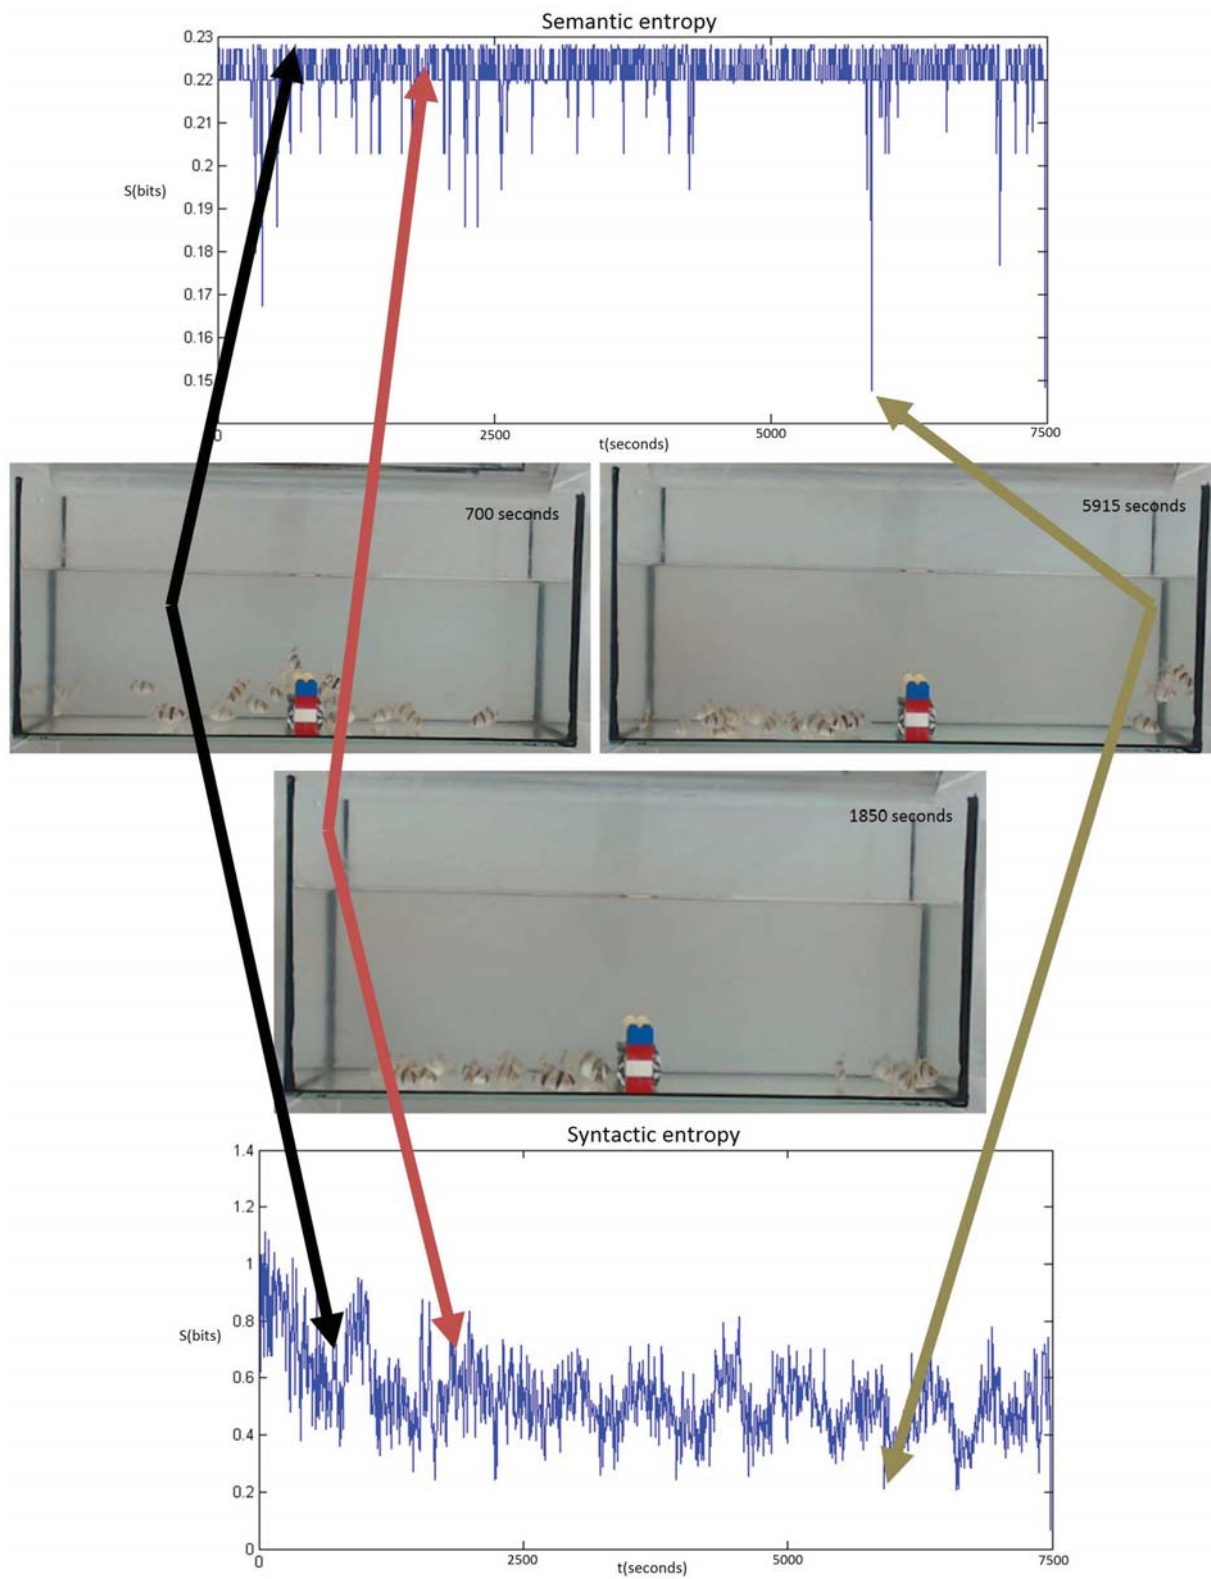 Semantic entropy
0.23
0.22
0.21
0.2
S(bits)
0.19
0.18
0.17
0.16
0.15
0 2500 5000 7500
t(seconds)
700 seconds
5915 seconds
1850 seconds
Syntactic entropy
1.4
1.2
1
0.8
S(bits)
0.6
0.4
0.2
0
0 2500 5000 7500
t(seconds)